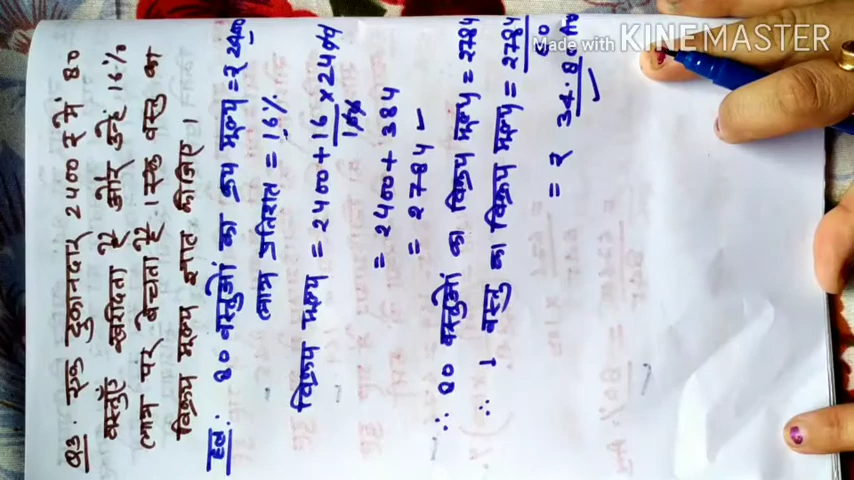 प्र3. एक दुकानदार 2400 रु में 80
वस्तुएँ खरीदता है और उन्हें 16%
लाभ पर बेचता है। एक वस्तु का
विक्रय मूल्य ज्ञात कीजिए।
हल: 80 वस्तुओं का क्रय मूल्य = ₹ 2400
लाभ प्रतिशत = 16%
विक्रय मूल्य = 2400 + 16 × 2400
100
= 2400 + 384
= 2784
∴ 80 वस्तुओं का विक्रय मूल्य = 2784
∴ 1 वस्तु का विक्रय मूल्य = 2784
80
= ₹ 34.80
Made with KINEMASTER